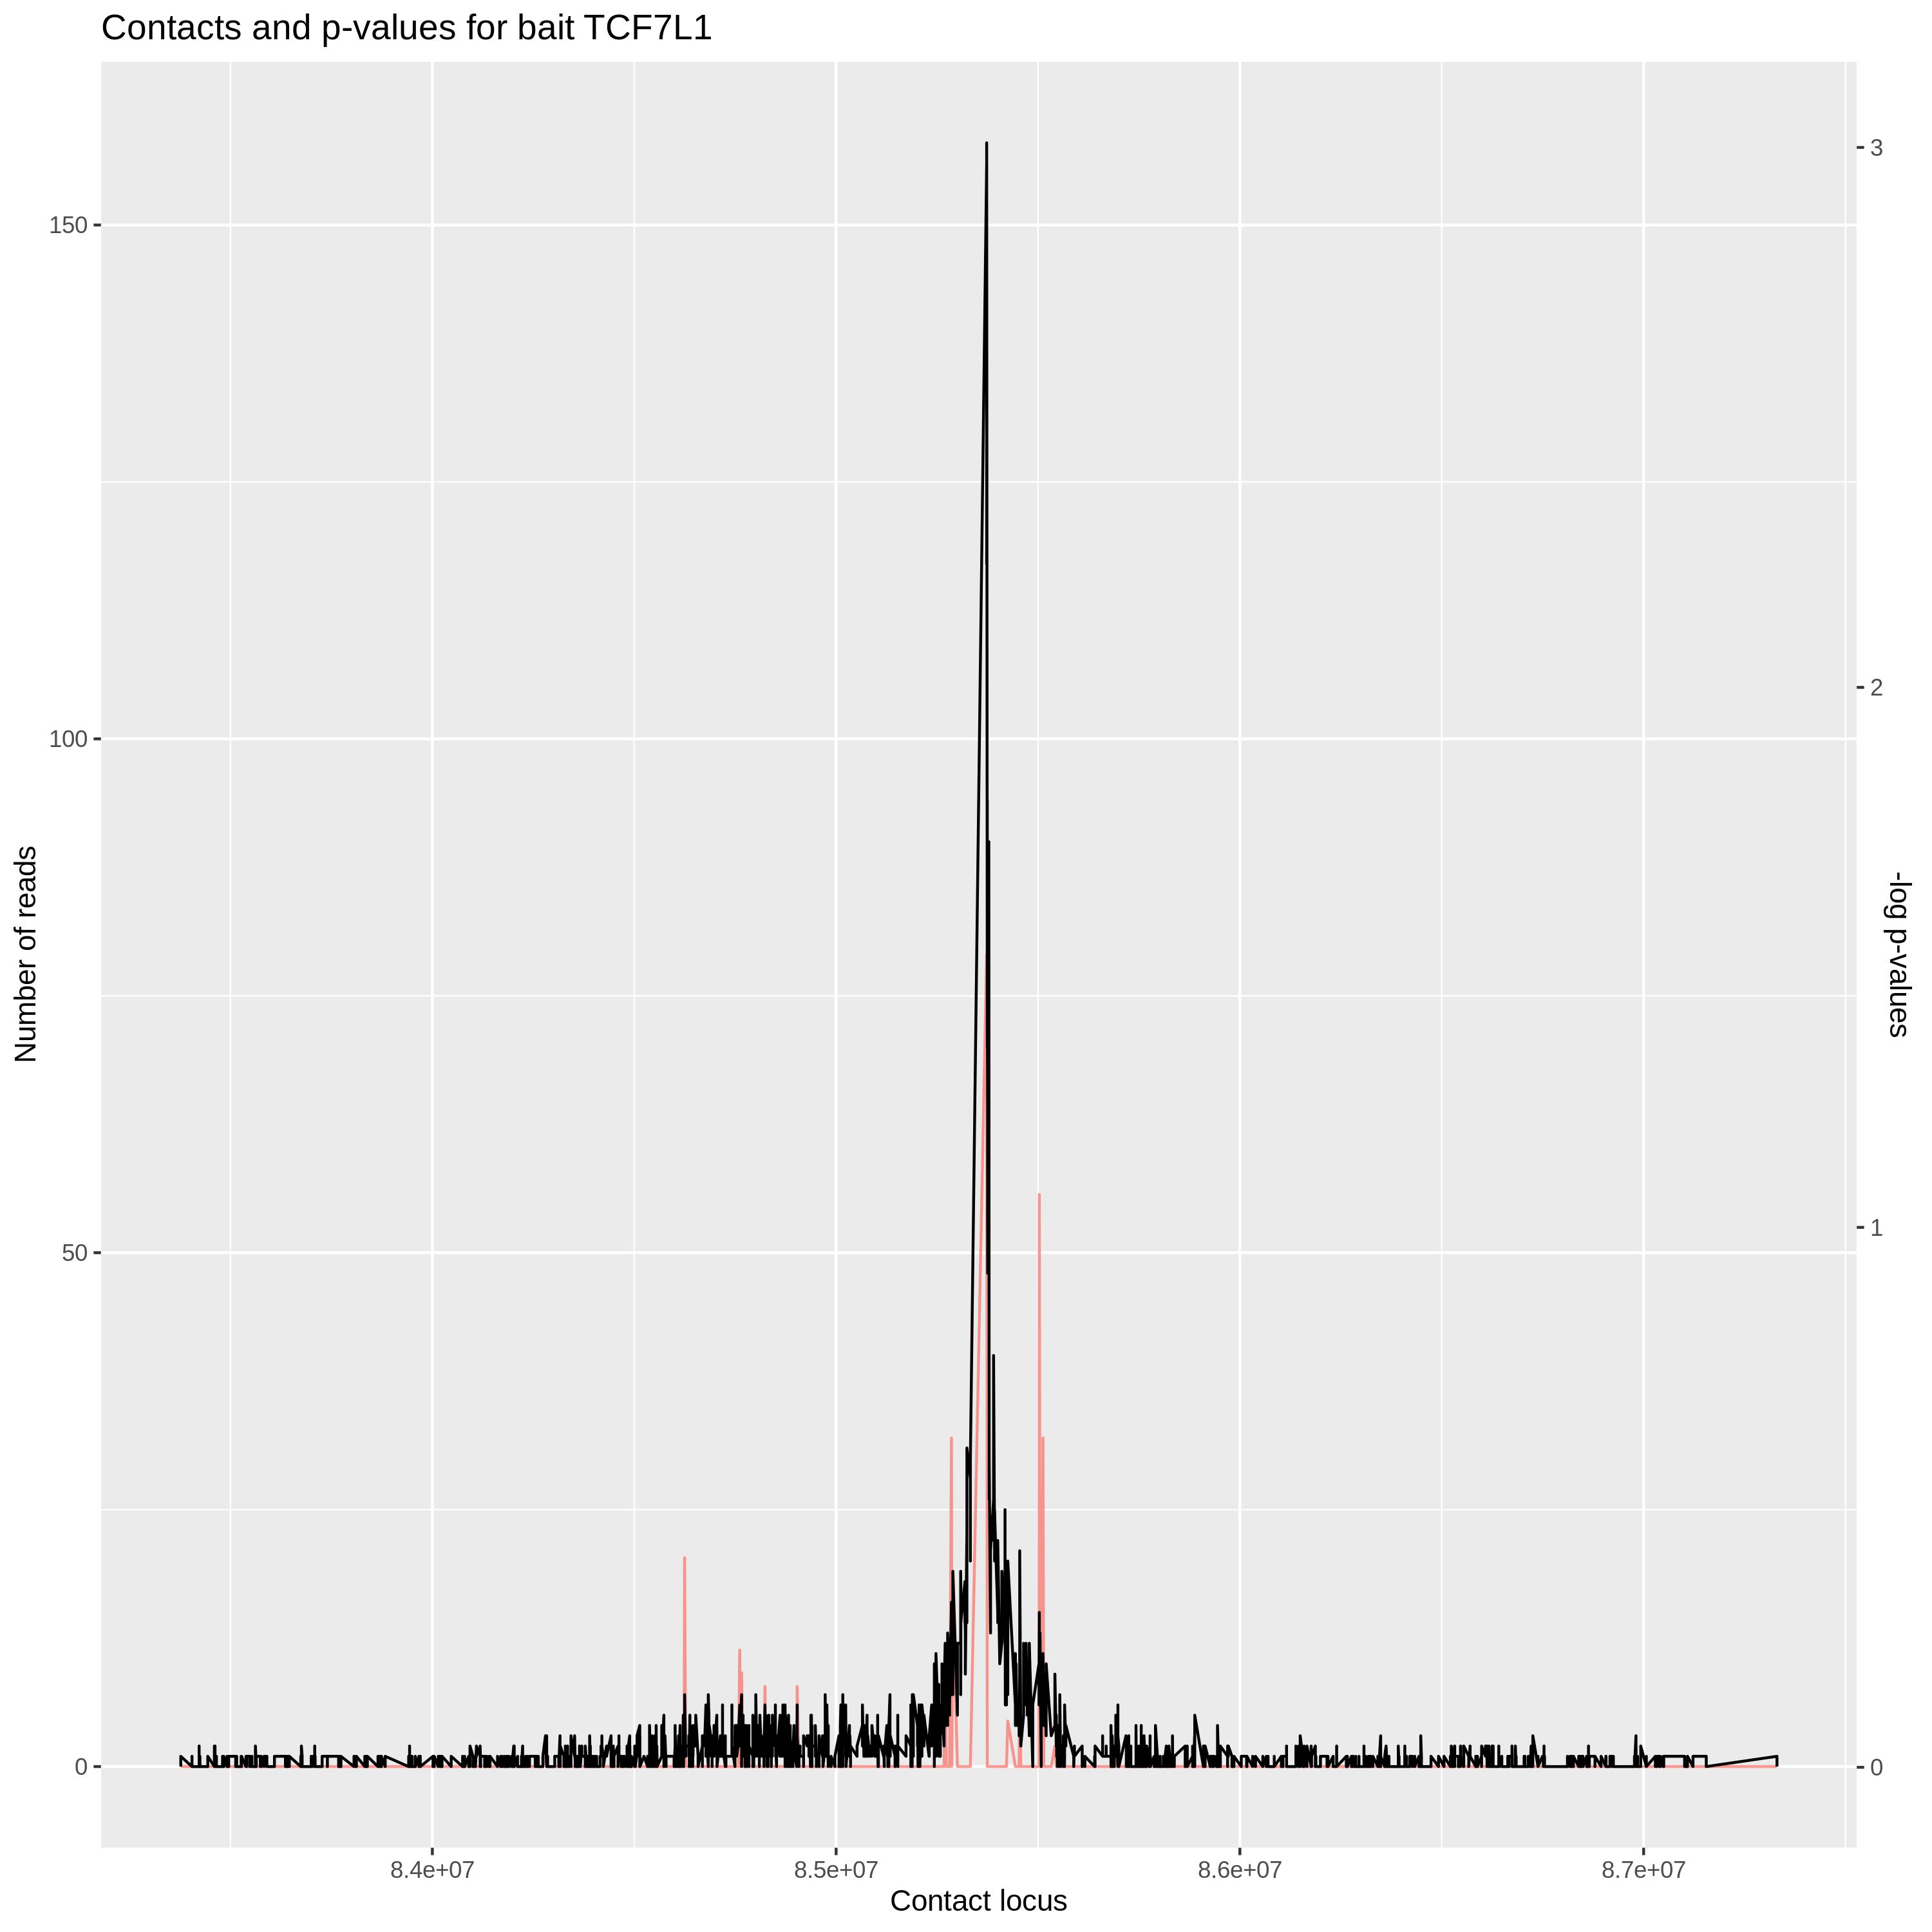 Contacts and p-values for bait TCF7L1
150
100
50
0
Number of reads
3
2
1
0
-log p-values
8.4e+07
8.5e+07
8.6e+07
8.7e+07
Contact locus